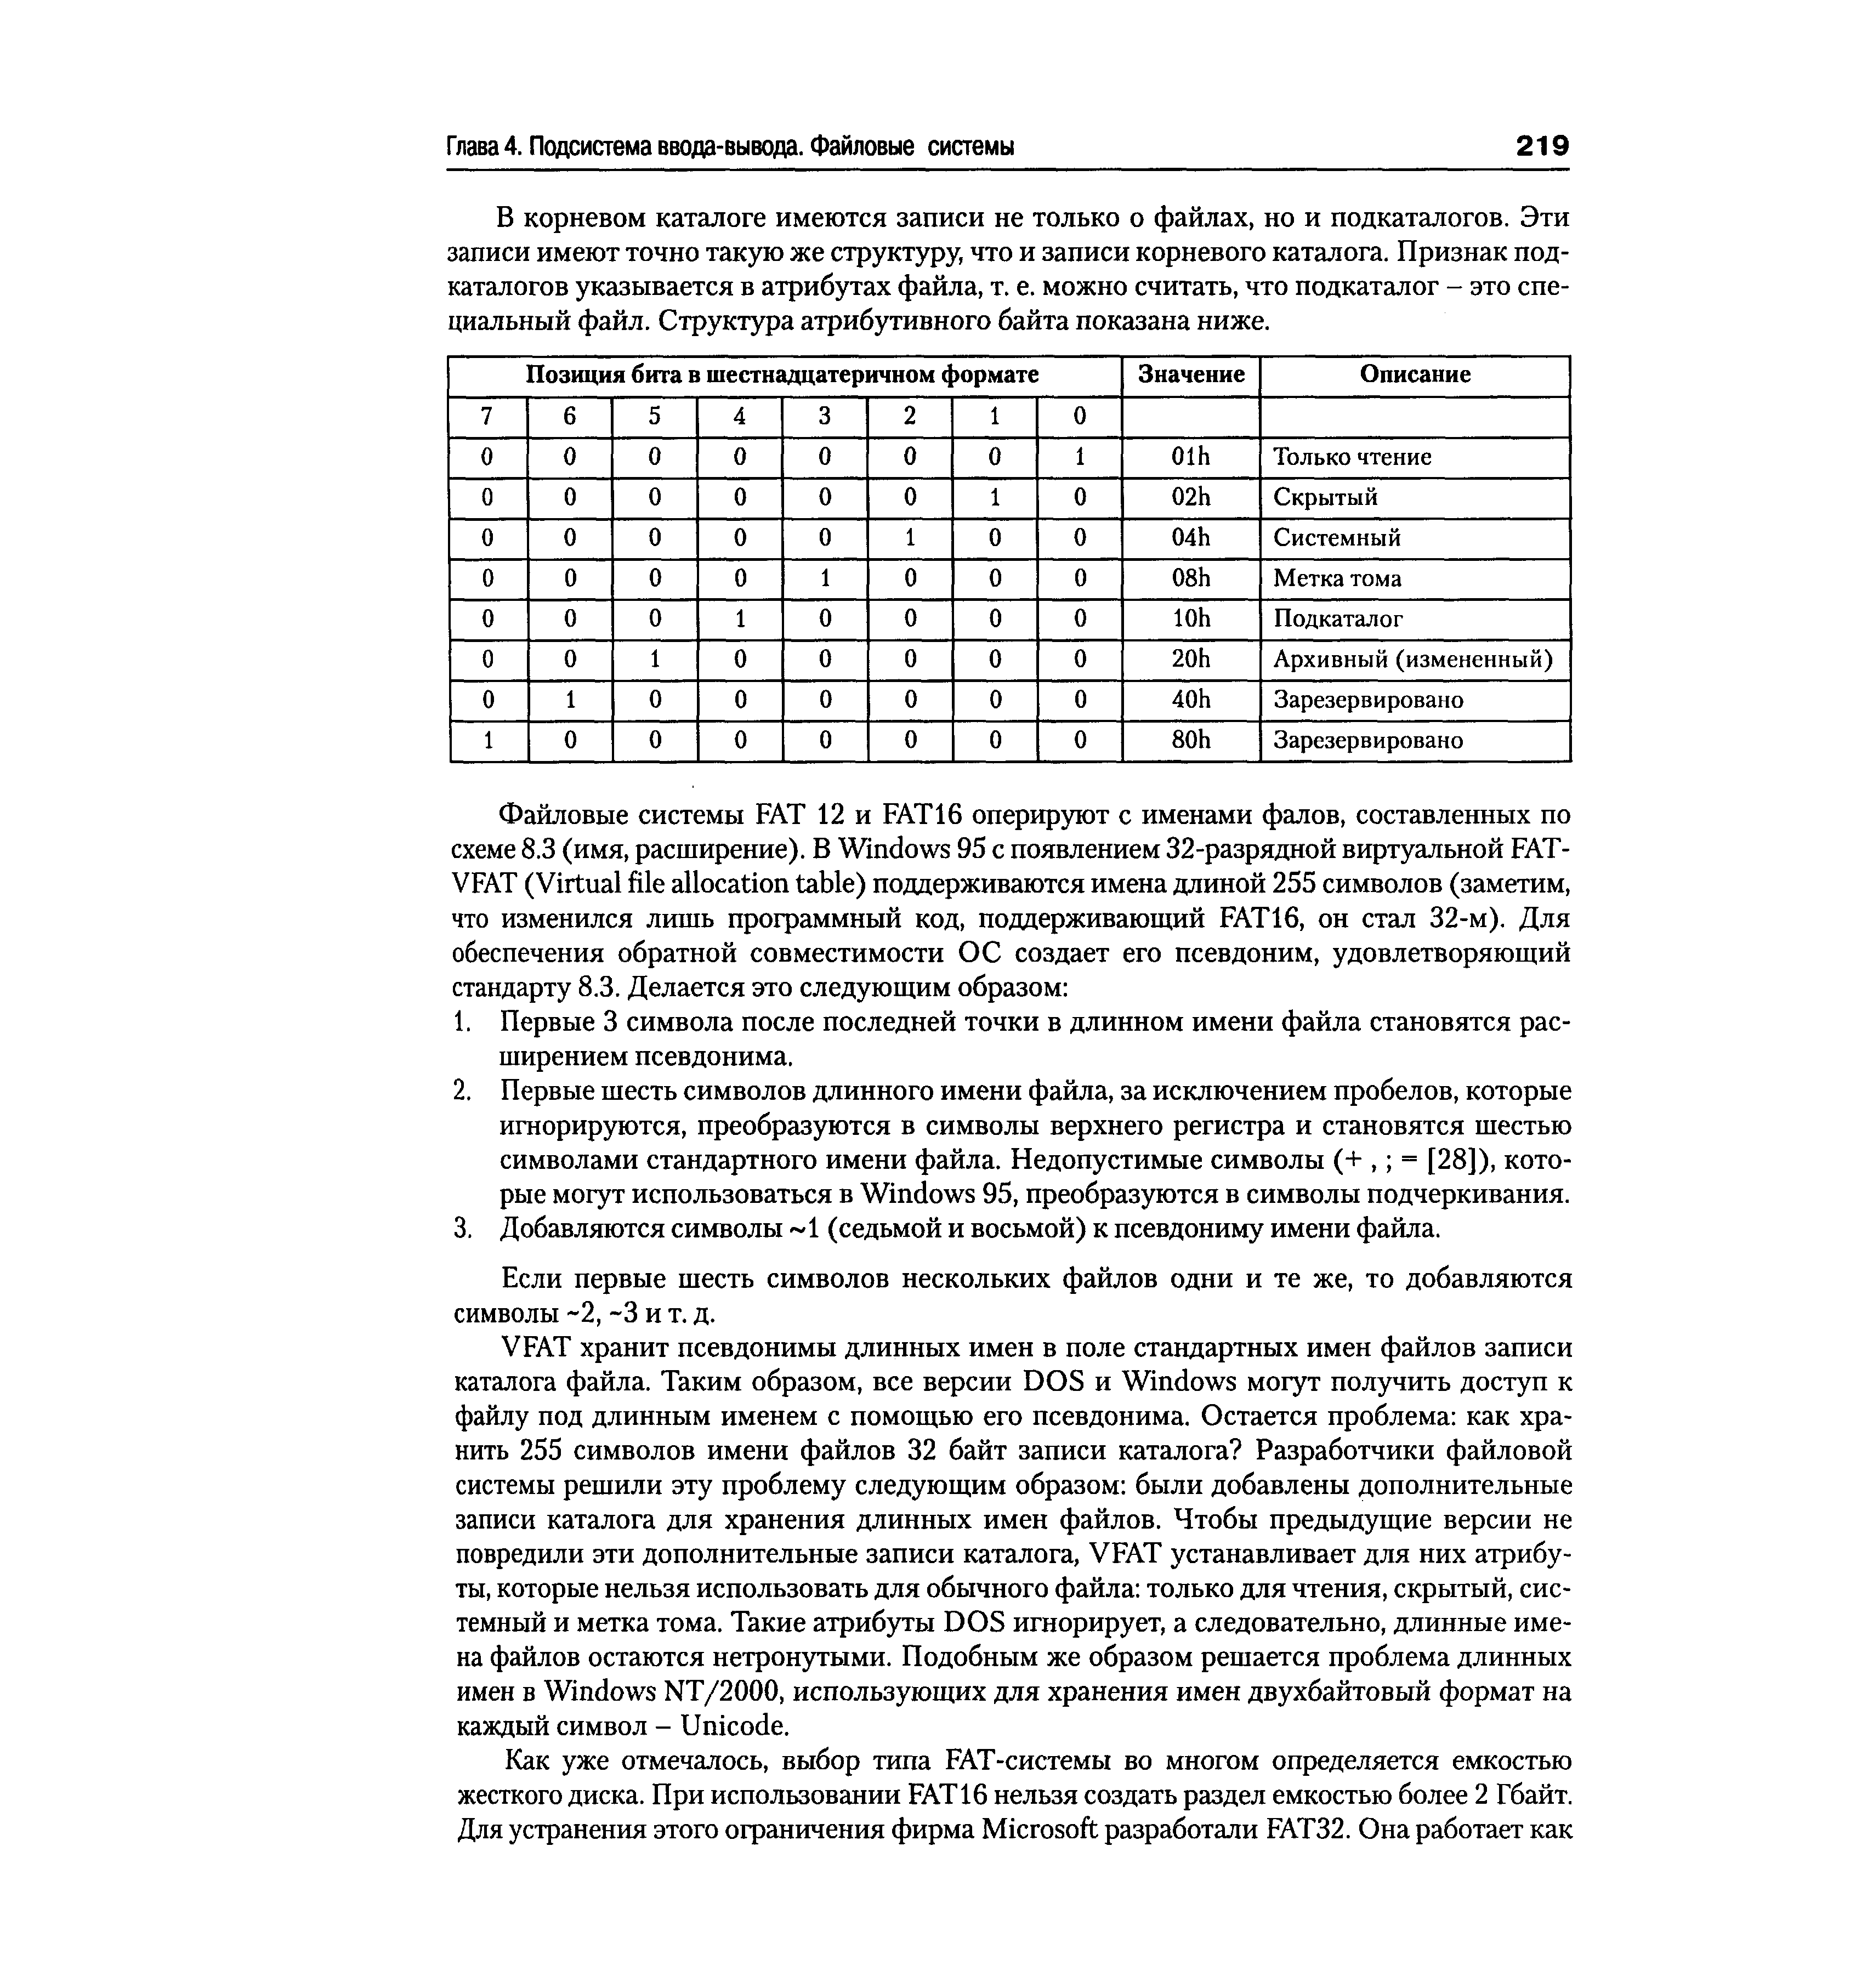 Глава 4. Подсистема ввода-вывода. Файловые системы 219
В корневом каталоге имеются записи не только о файлах, но и подкаталогов. Эти
записи имеют точно такую же структуру, что и записи корневого каталога. Признак под-
каталогов указывается в атрибутах файла, т. е. можно считать, что подкаталог – это спе-
циальный файл. Структура атрибутивного байта показана ниже.
Позиция бита в шестнадцатеричном формате Значение Описание
7 6 5 4 3 2 1 0
0 0 0 0 0 0 0 1 01h Только чтение
0 0 0 0 0 0 1 0 02h Скрытый
0 0 0 0 0 1 0 0 04h Системный
0 0 0 0 1 0 0 0 08h Метка тома
0 0 0 1 0 0 0 0 10h Подкаталог
0 0 1 0 0 0 0 0 20h Архивный (измененный)
0 1 0 0 0 0 0 0 40h Зарезервировано
1 0 0 0 0 0 0 0 80h Зарезервировано
Файловые системы FAT 12 и FAT16 оперируют с именами фалов, составленных по
схеме 8.3 (имя, расширение). В Windows 95 с появлением 32-разрядной виртуальной FAT-
VFAT (Virtual file allocation table) поддерживаются имена длиной 255 символов (заметим,
что изменился лишь программный код, поддерживающий FAT16, он стал 32-м). Для
обеспечения обратной совместимости ОС создает его псевдоним, удовлетворяющий
стандарту 8.3. Делается это следующим образом:
1. Первые 3 символа после последней точки в длинном имени файла становятся рас-
ширением псевдонима.
2. Первые шесть символов длинного имени файла, за исключением пробелов, которые
игнорируются, преобразуются в символы верхнего регистра и становятся шестью
символами стандартного имени файла. Недопустимые символы (+ , ; = [28]), кото-
рые могут использоваться в Windows 95, преобразуются в символы подчеркивания.
3. Добавляются символы ~1 (седьмой и восьмой) к псевдониму имени файла.
Если первые шесть символов нескольких файлов одни и те же, то добавляются
символы ~2, ~3 и т. д.
VFAT хранит псевдонимы длинных имен в поле стандартных имен файлов записи
каталога файла. Таким образом, все версии DOS и Windows могут получить доступ к
файлу под длинным именем с помощью его псевдонима. Остается проблема: как хра-
нить 255 символов имени файлов 32 байт записи каталога? Разработчики файловой
системы решили эту проблему следующим образом: были добавлены дополнительные
записи каталога для хранения длинных имен файлов. Чтобы предыдущие версии не
повредили эти дополнительные записи каталога, VFAT устанавливает для них атрибу-
ты, которые нельзя использовать для обычного файла: только для чтения, скрытый, сис-
темный и метка тома. Такие атрибуты DOS игнорирует, а следовательно, длинные име-
на файлов остаются нетронутыми. Подобным же образом решается проблема длинных
имен в Windows NT/2000, использующих для хранения имен двухбайтовый формат на
каждый символ – Unicode.
Как уже отмечалось, выбор типа FAT-системы во многом определяется емкостью
жесткого диска. При использовании FAT16 нельзя создать раздел емкостью более 2 Гбайт.
Для устранения этого ограничения фирма Microsoft разработали FAT32. Она работает как